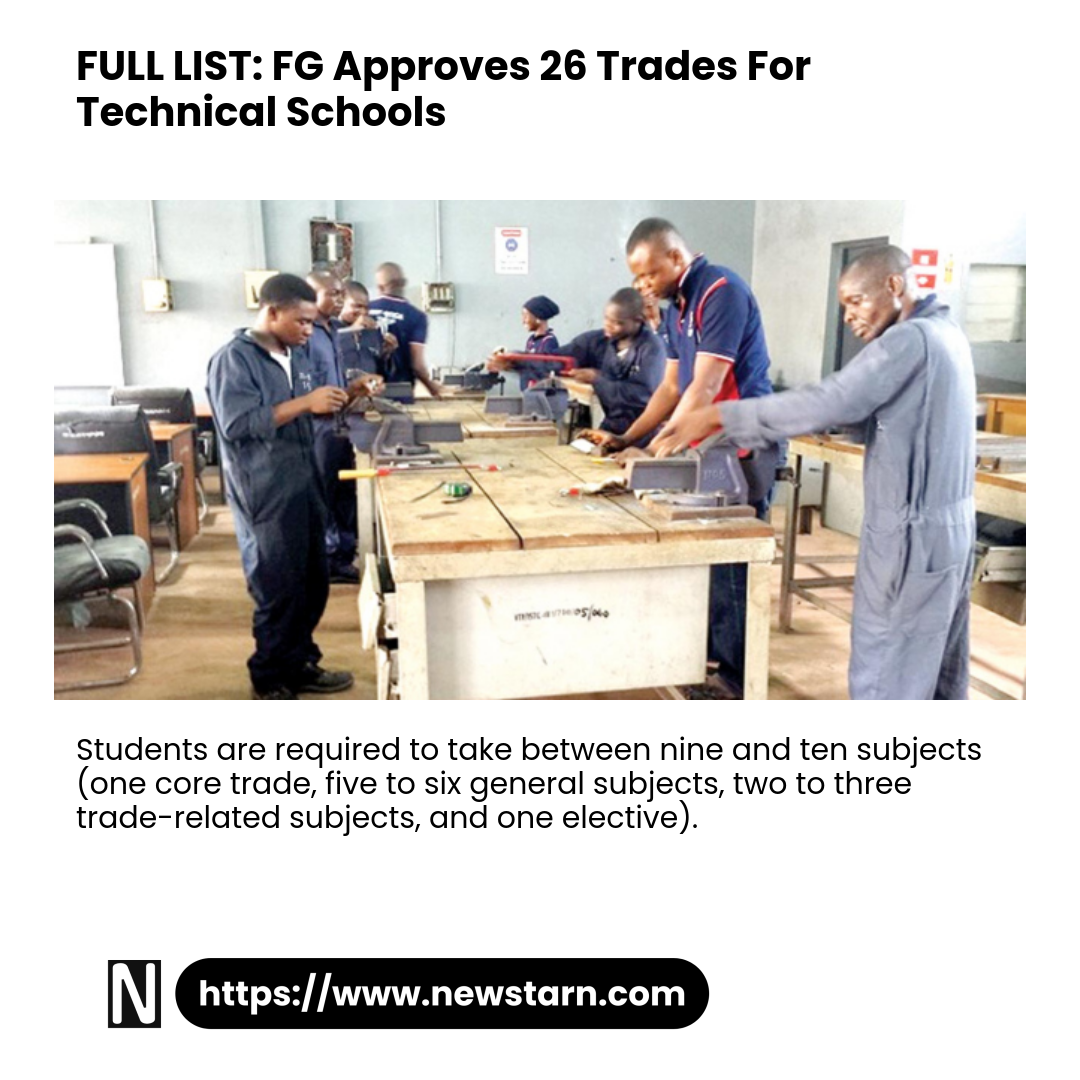 FULL LIST: FG Approves 26 Trades For
Technical Schools
Students are required to take between nine and ten subjects
(one core trade, five to six general subjects, two to three
trade-related subjects, and one elective).
N
https://www.newstarn.com